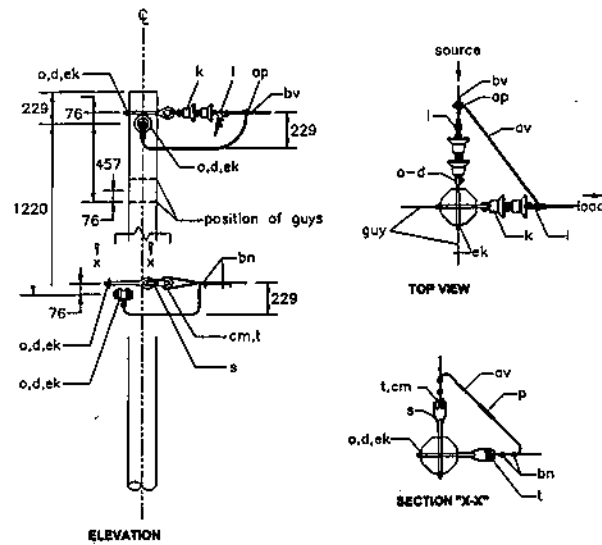 ℄
o,d,ek
k
l
ap
bv
229
76
229
o,d,ek
457
1220
76
position of guys
x
x
bn
76
229
o,d,ek
cm,t
s
o,d,ek
ELEVATION
source
bv
ap
l
av
o-d
load
guy
ek
k
l
TOP VIEW
t,cm
av
s
p
o,d,ek
bn
t
SECTION "X-X"